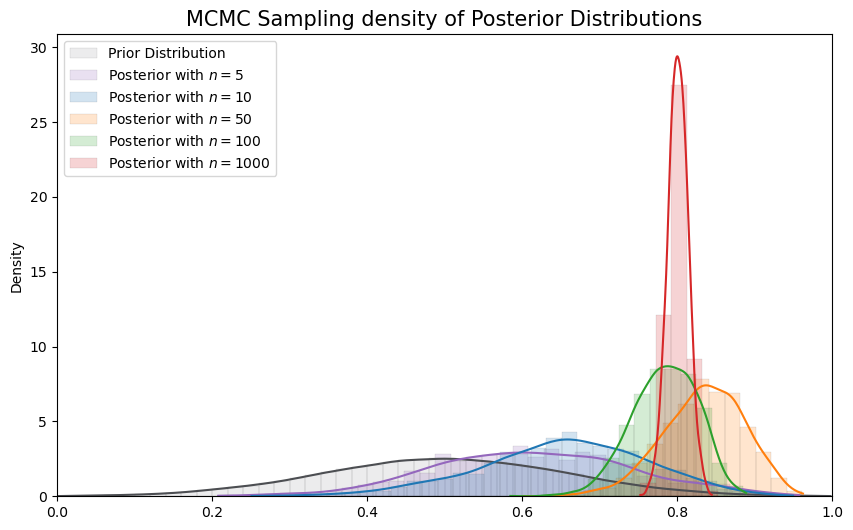 MCMC Sampling density of Posterior Distributions
30
25
20
15
10
5
0
Density
Prior Distribution
Posterior with n = 5
Posterior with n = 10
Posterior with n = 50
Posterior with n = 100
Posterior with n = 1000
0.0 0.2 0.4 0.6 0.8 1.0